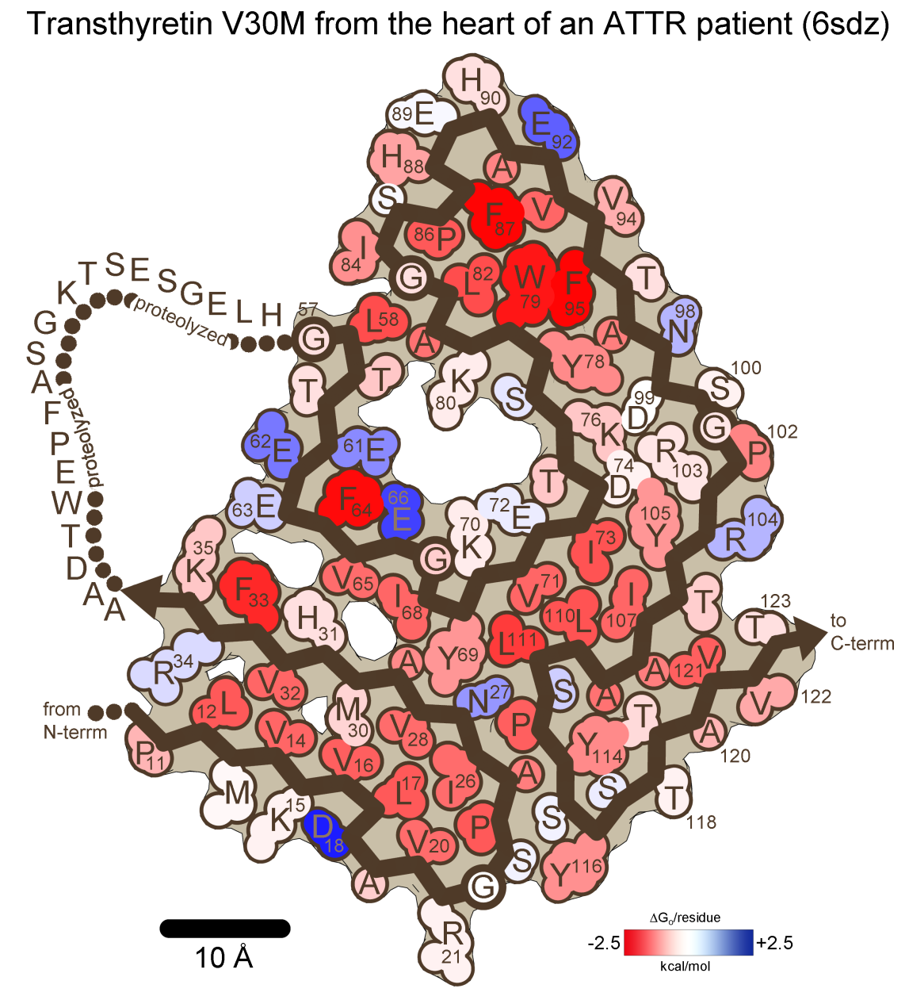 Transthyretin V30M from the heart of an ATTR patient (6sdz)
H 90
89 E
E 92
H 88
A
S
V 94
F 87
V
86 P
I 84
G
L 82
W 79
F 95
T
T S E S G E L H
K
G
S
A
F
P
E
W
T
D
A
A
proteolyzed
proteolyzed
57
G
L 58
A
A
98 N
Y 78
T
T
K 80
S
100
S
99 D
76 K
G
102
P
62 E
61 E
R 103
74 D
T
F 64
66 E
63 E
72 E
105 Y
104 R
70 K
35 K
G
I 73
V 65
V 71
F 33
I 68
I 107
T
H 31
110 L
123
T
to
C-terrm
L 111
Y 69
A
R 34
V 121
A
V 32
S
A
N 27
12 L
M 30
V 122
from
N-terrm
P
T
V 14
V 28
A 120
P 11
Y 114
V 16
A
I 26
M
L 17
S
T 118
K 15
S
D 18
P
V 20
S
Y 116
A
G
R 21
10 Å
ΔG₀/residue
-2.5
+2.5
kcal/mol